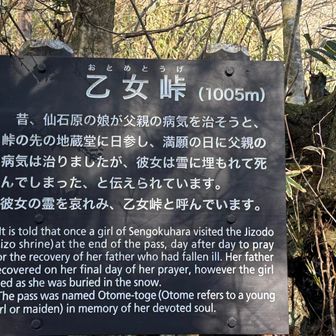 おとめとうげ
乙女峠 (1005m)
昔、仙石原の娘が父親の病気を治そうと、
峠の先の地蔵堂に日参し、満願の日に父親の
病気は治りましたが、彼女は雪に埋もれて死
んでしまった、と伝えられています。
彼女の霊を哀れみ、乙女峠と呼んでいます。
It is told that once a girl of Sengokuhara visited the Jizodo
izo shrine) at the end of the pass, day after day to pray
for the recovery of her father who had fallen ill. Her father
ecovered on her final day of her prayer, however the girl
ied as she was buried in the snow.
The pass was named Otome-toge (Otome refers to a young
irl or maiden) in memory of her devoted soul.